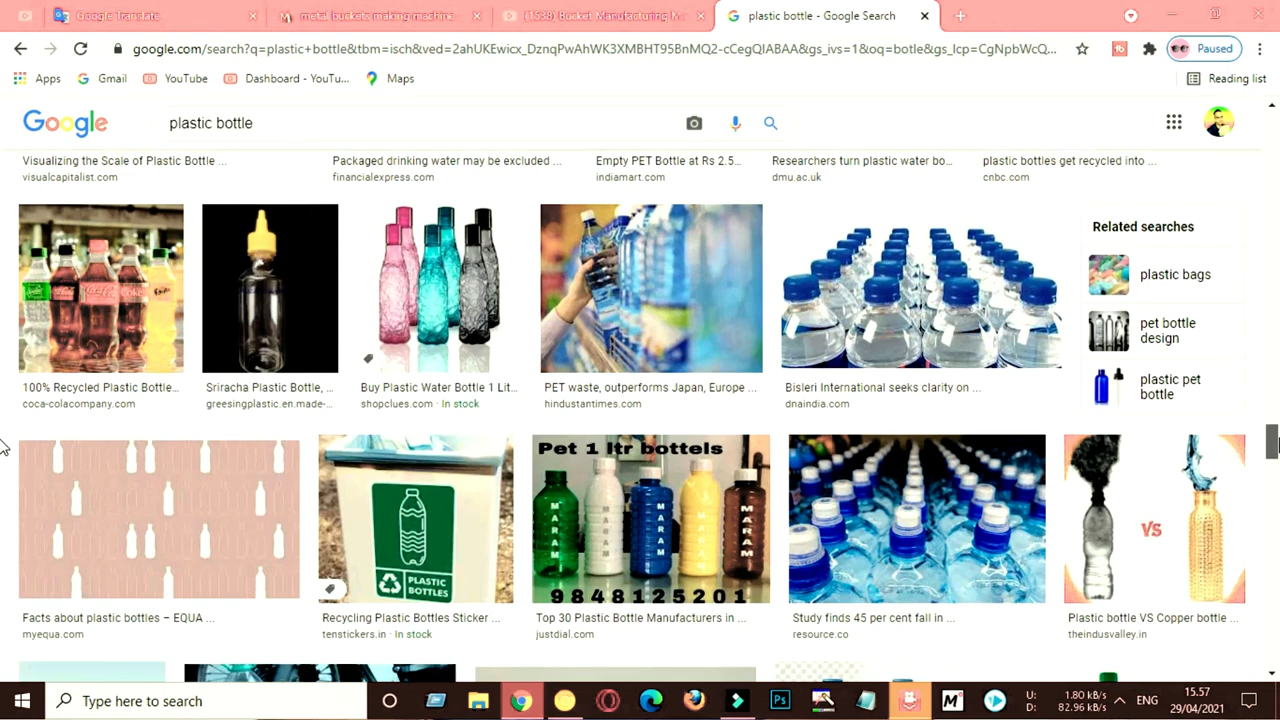 Google Translate
metal buckets making machine
(1538) Bucket Manufacturing M
plastic bottle - Google Search
google.com/search?q=plastic+bottle&tbm=isch&ved=2ahUKEwicx_DznqPwAhWK3XMBHT95BnMQ2-cCegQIABAA&gs_ivs=1&oq=botle&gs_lcp=CgNpbWcQ...
Paused
Apps
Gmail
YouTube
Dashboard - YouTu...
Maps
Reading list
Google
plastic bottle
Visualizing the Scale of Plastic Bottle ...
visualcapitalist.com
Packaged drinking water may be excluded ...
financialexpress.com
Empty PET Bottle at Rs 2.5...
indiamart.com
Researchers turn plastic water bo...
dmu.ac.uk
plastic bottles get recycled into ...
cnbc.com
Related searches
plastic bags
pet bottle
design
plastic pet
bottle
100% Recycled Plastic Bottle...
coca-colacompany.com
Sriracha Plastic Bottle, ...
greesingplastic.en.made-...
Buy Plastic Water Bottle 1 Lit...
shopclues.com · In stock
PET waste, outperforms Japan, Europe ...
hindustantimes.com
Bisleri International seeks clarity on ...
dnaindia.com
PLASTIC
BOTTLES
Pet 1 ltr bottels
MARAM
MARAM
MARAM
MARAM
MARAM
9848125201
VS
Facts about plastic bottles – EQUA ...
myequa.com
Recycling Plastic Bottles Sticker ...
tenstickers.in · In stock
Top 30 Plastic Bottle Manufacturers in ...
justdial.com
Study finds 45 per cent fall in ...
resource.co
Plastic bottle VS Copper bottle ...
theindusvalley.in
Type here to search
Ps
U: 1.80 kB/s
D: 82.96 kB/s
ENG
15.57
29/04/2021